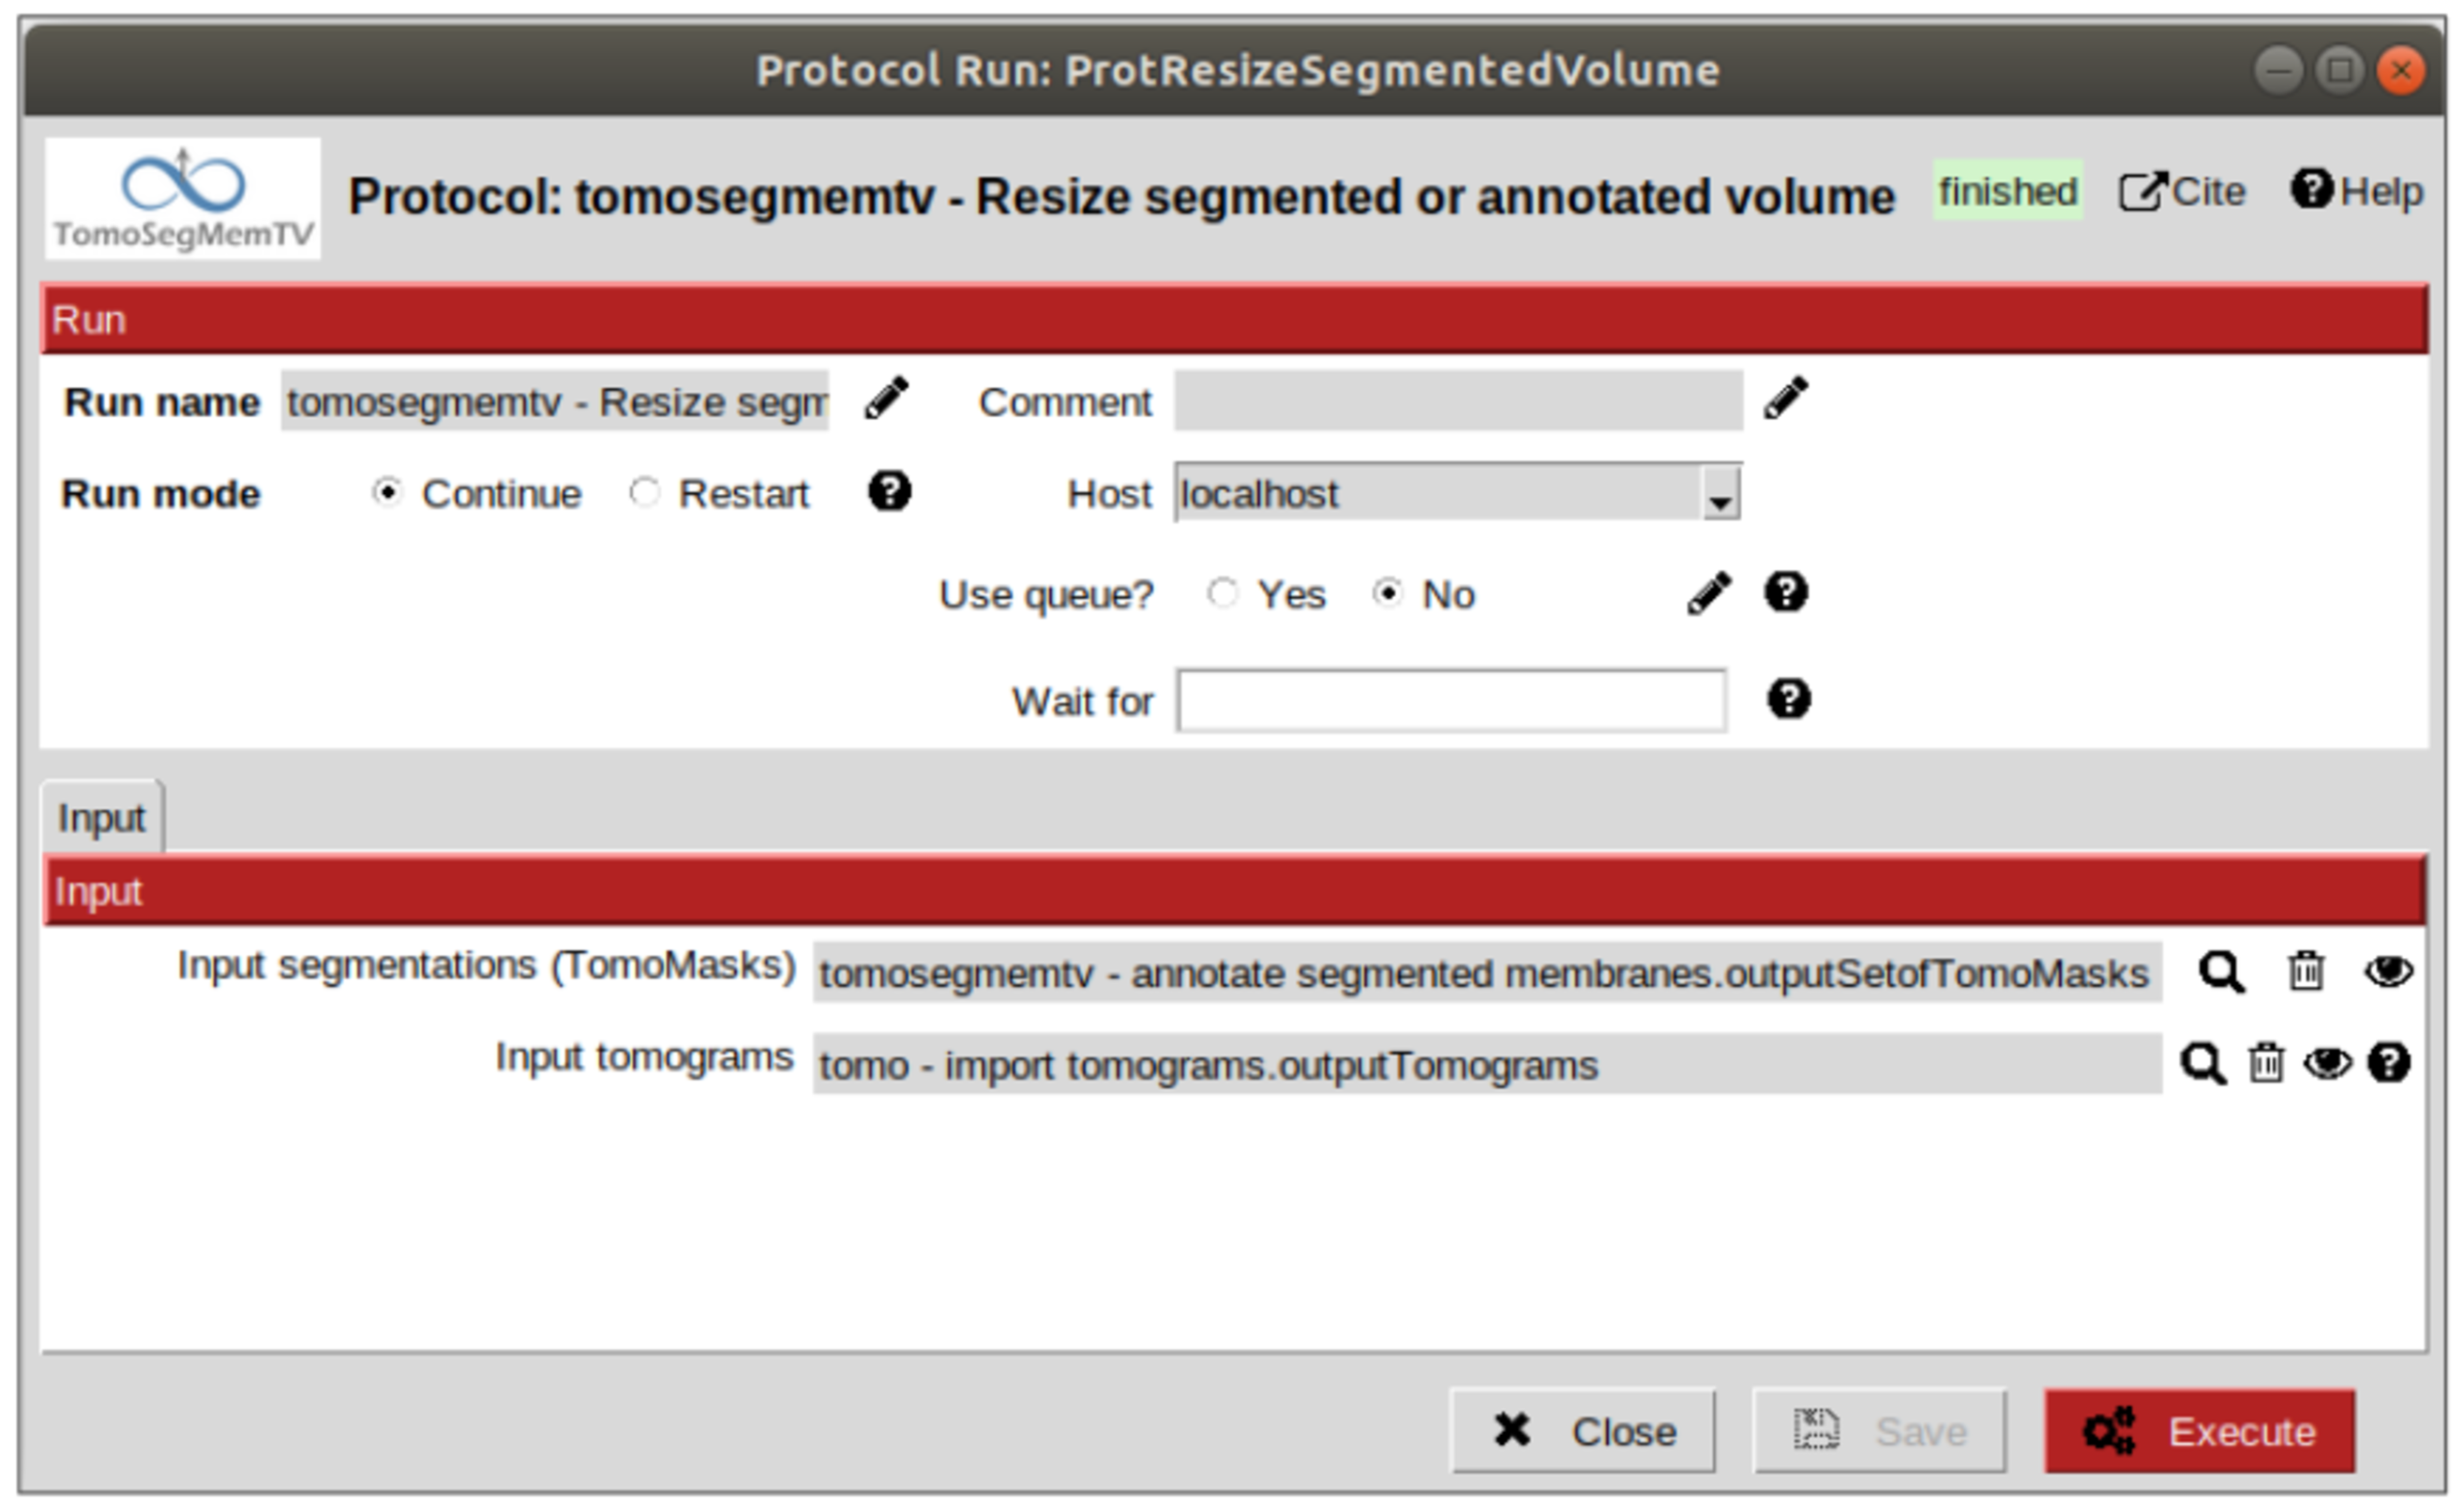 Protocol Run: ProtResizeSegmentedVolume
TomoSegMemTV
Protocol: tomosegmemtv - Resize segmented or annotated volume finished Cite Help
Run
Run name tomosegmemtv - Resize segm Comment
Run mode Continue Restart Host localhost
Use queue? Yes No
Wait for
Input
Input
Input segmentations (TomoMasks) tomosegmemtv - annotate segmented membranes.outputSetofTomoMasks
Input tomograms tomo - import tomograms.outputTomograms
Close Save Execute